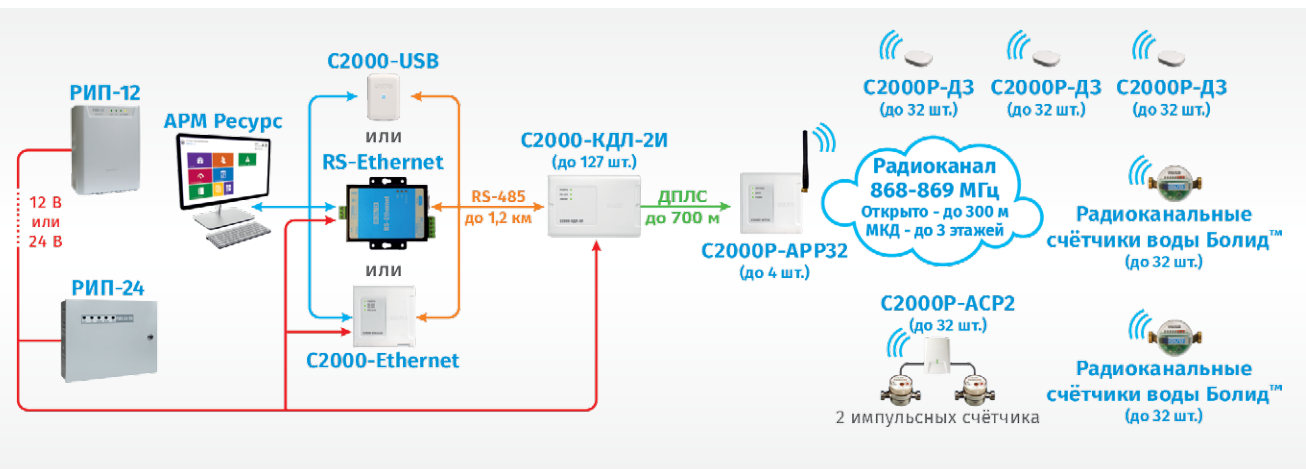 РИП-12
12 В
или
24 В
РИП-24
АРМ Ресурс
C2000-USB
или
RS-Ethernet
или
C2000-Ethernet
RS-485
до 1,2 км
С2000-КДЛ-2И
(до 127 шт.)
ДПЛС
до 700 м
С2000Р-АРР32
(до 4 шт.)
С2000Р-ДЗ
(до 32 шт.)
С2000Р-ДЗ
(до 32 шт.)
С2000Р-ДЗ
(до 32 шт.)
Радиоканал
868-869 МГц
Открыто - до 300 м
МКД - до 3 этажей
Радиоканальные
счётчики воды Болид™
(до 32 шт.)
С2000Р-АСР2
(до 32 шт.)
2 импульсных счётчика
Радиоканальные
счётчики воды Болид™
(до 32 шт.)